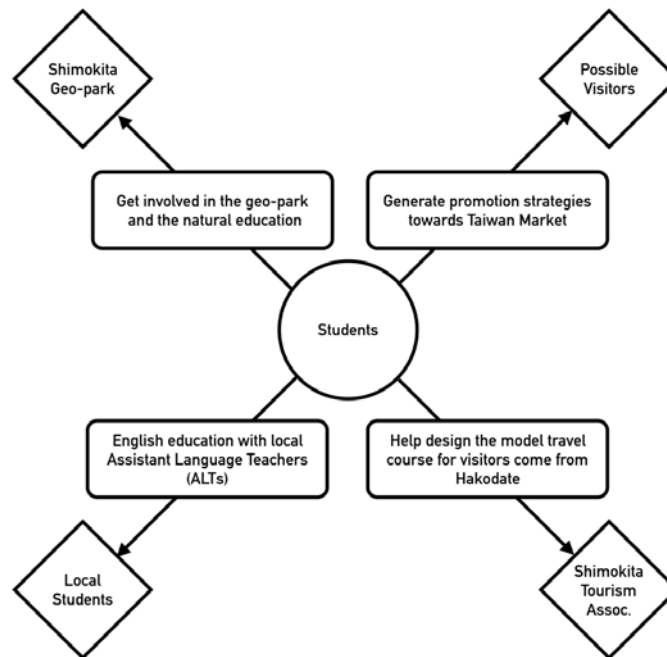 Shimokita
Geo-park
Possible
Visitors
Get involved in the geo-park
and the natural education
Generate promotion strategies
towards Taiwan Market
Students
English education with local
Assistant Language Teachers
(ALTs)
Help design the model travel
course for visitors come from
Hakodate
Local
Students
Shimokita
Tourism
Assoc.